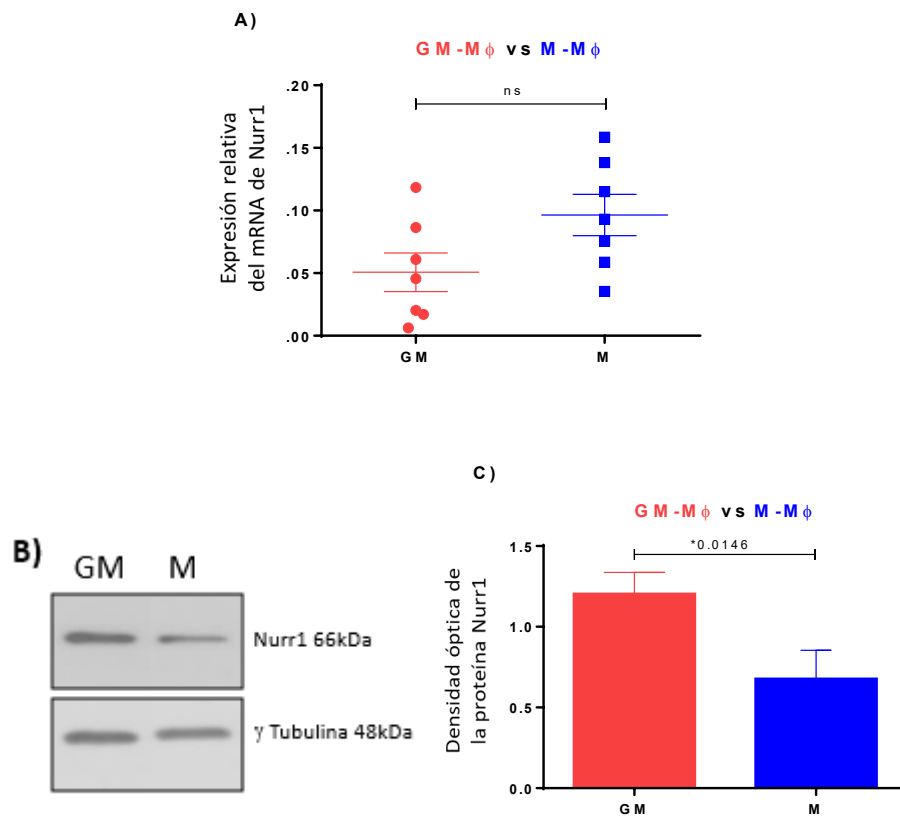 A)
GM-Mϕ vs M-Mϕ
Expresión relativa
del mRNA de Nurr1
.20
.15
.10
.05
.00
ns
GM
M
B)
GM M
Nurr1 66kDa
γ Tubulina 48kDa
C)
GM-Mϕ vs M-Mϕ
Densidad óptica de
la proteína Nurr1
1.5
1.0
0.5
0.0
*0.0146
GM
M